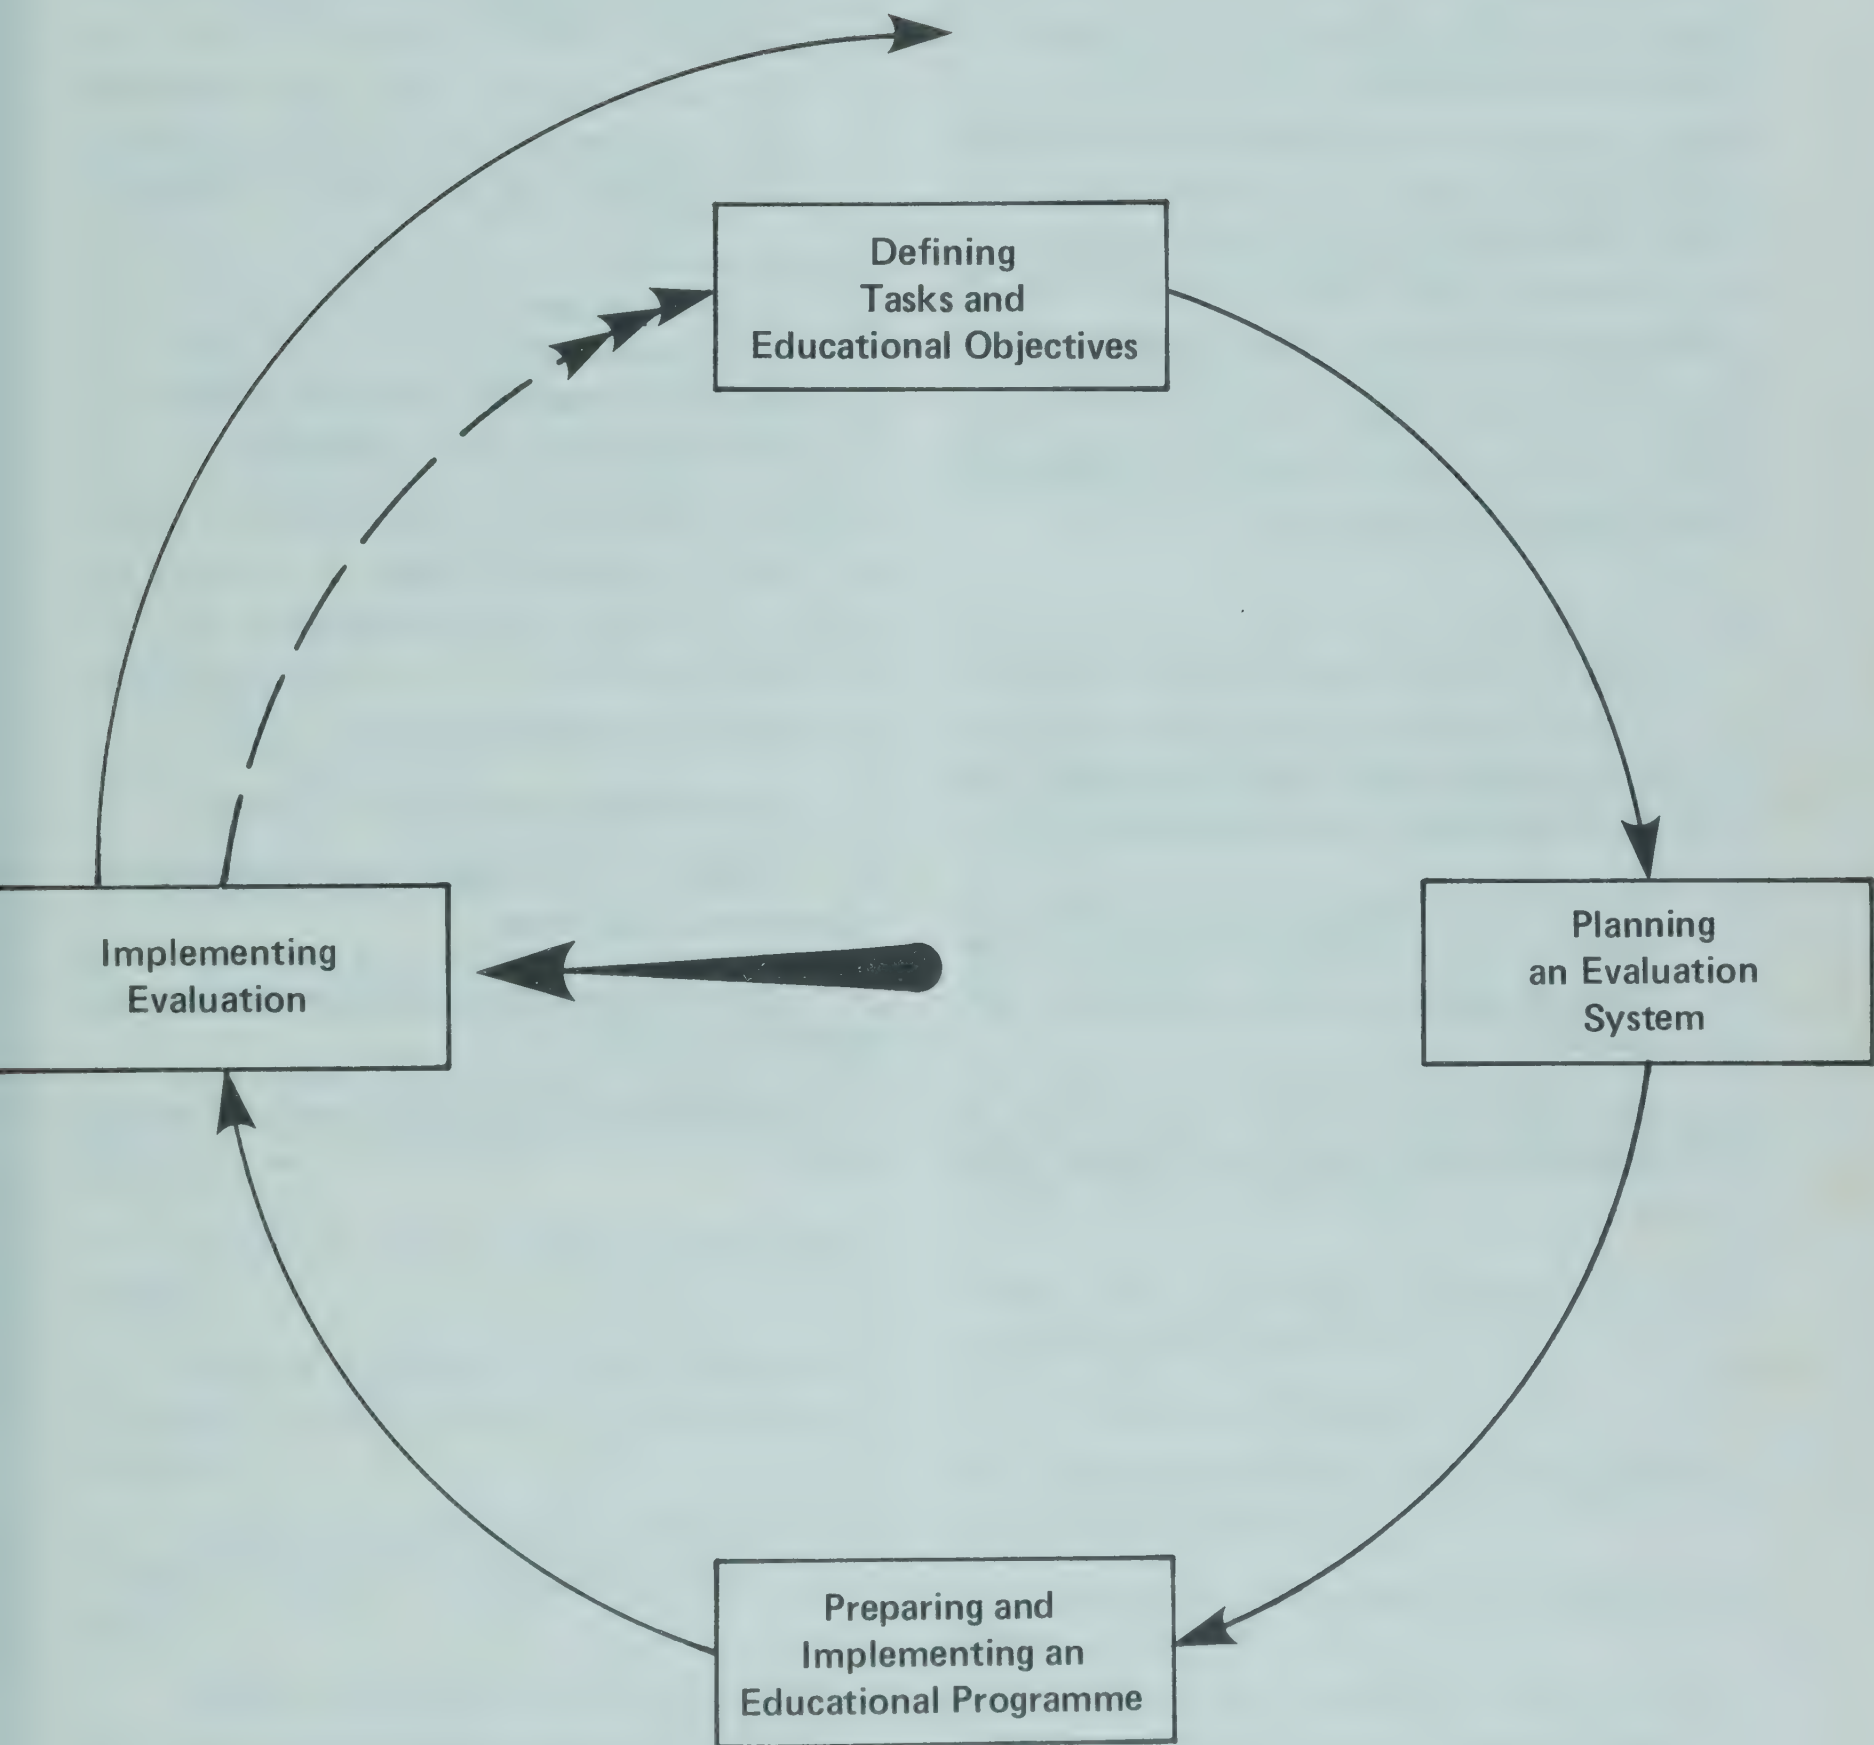 Defining
Tasks and
Educational Objectives
Planning
an Evaluation
System
Implementing
Evaluation
Preparing and
Implementing an
Educational Programme